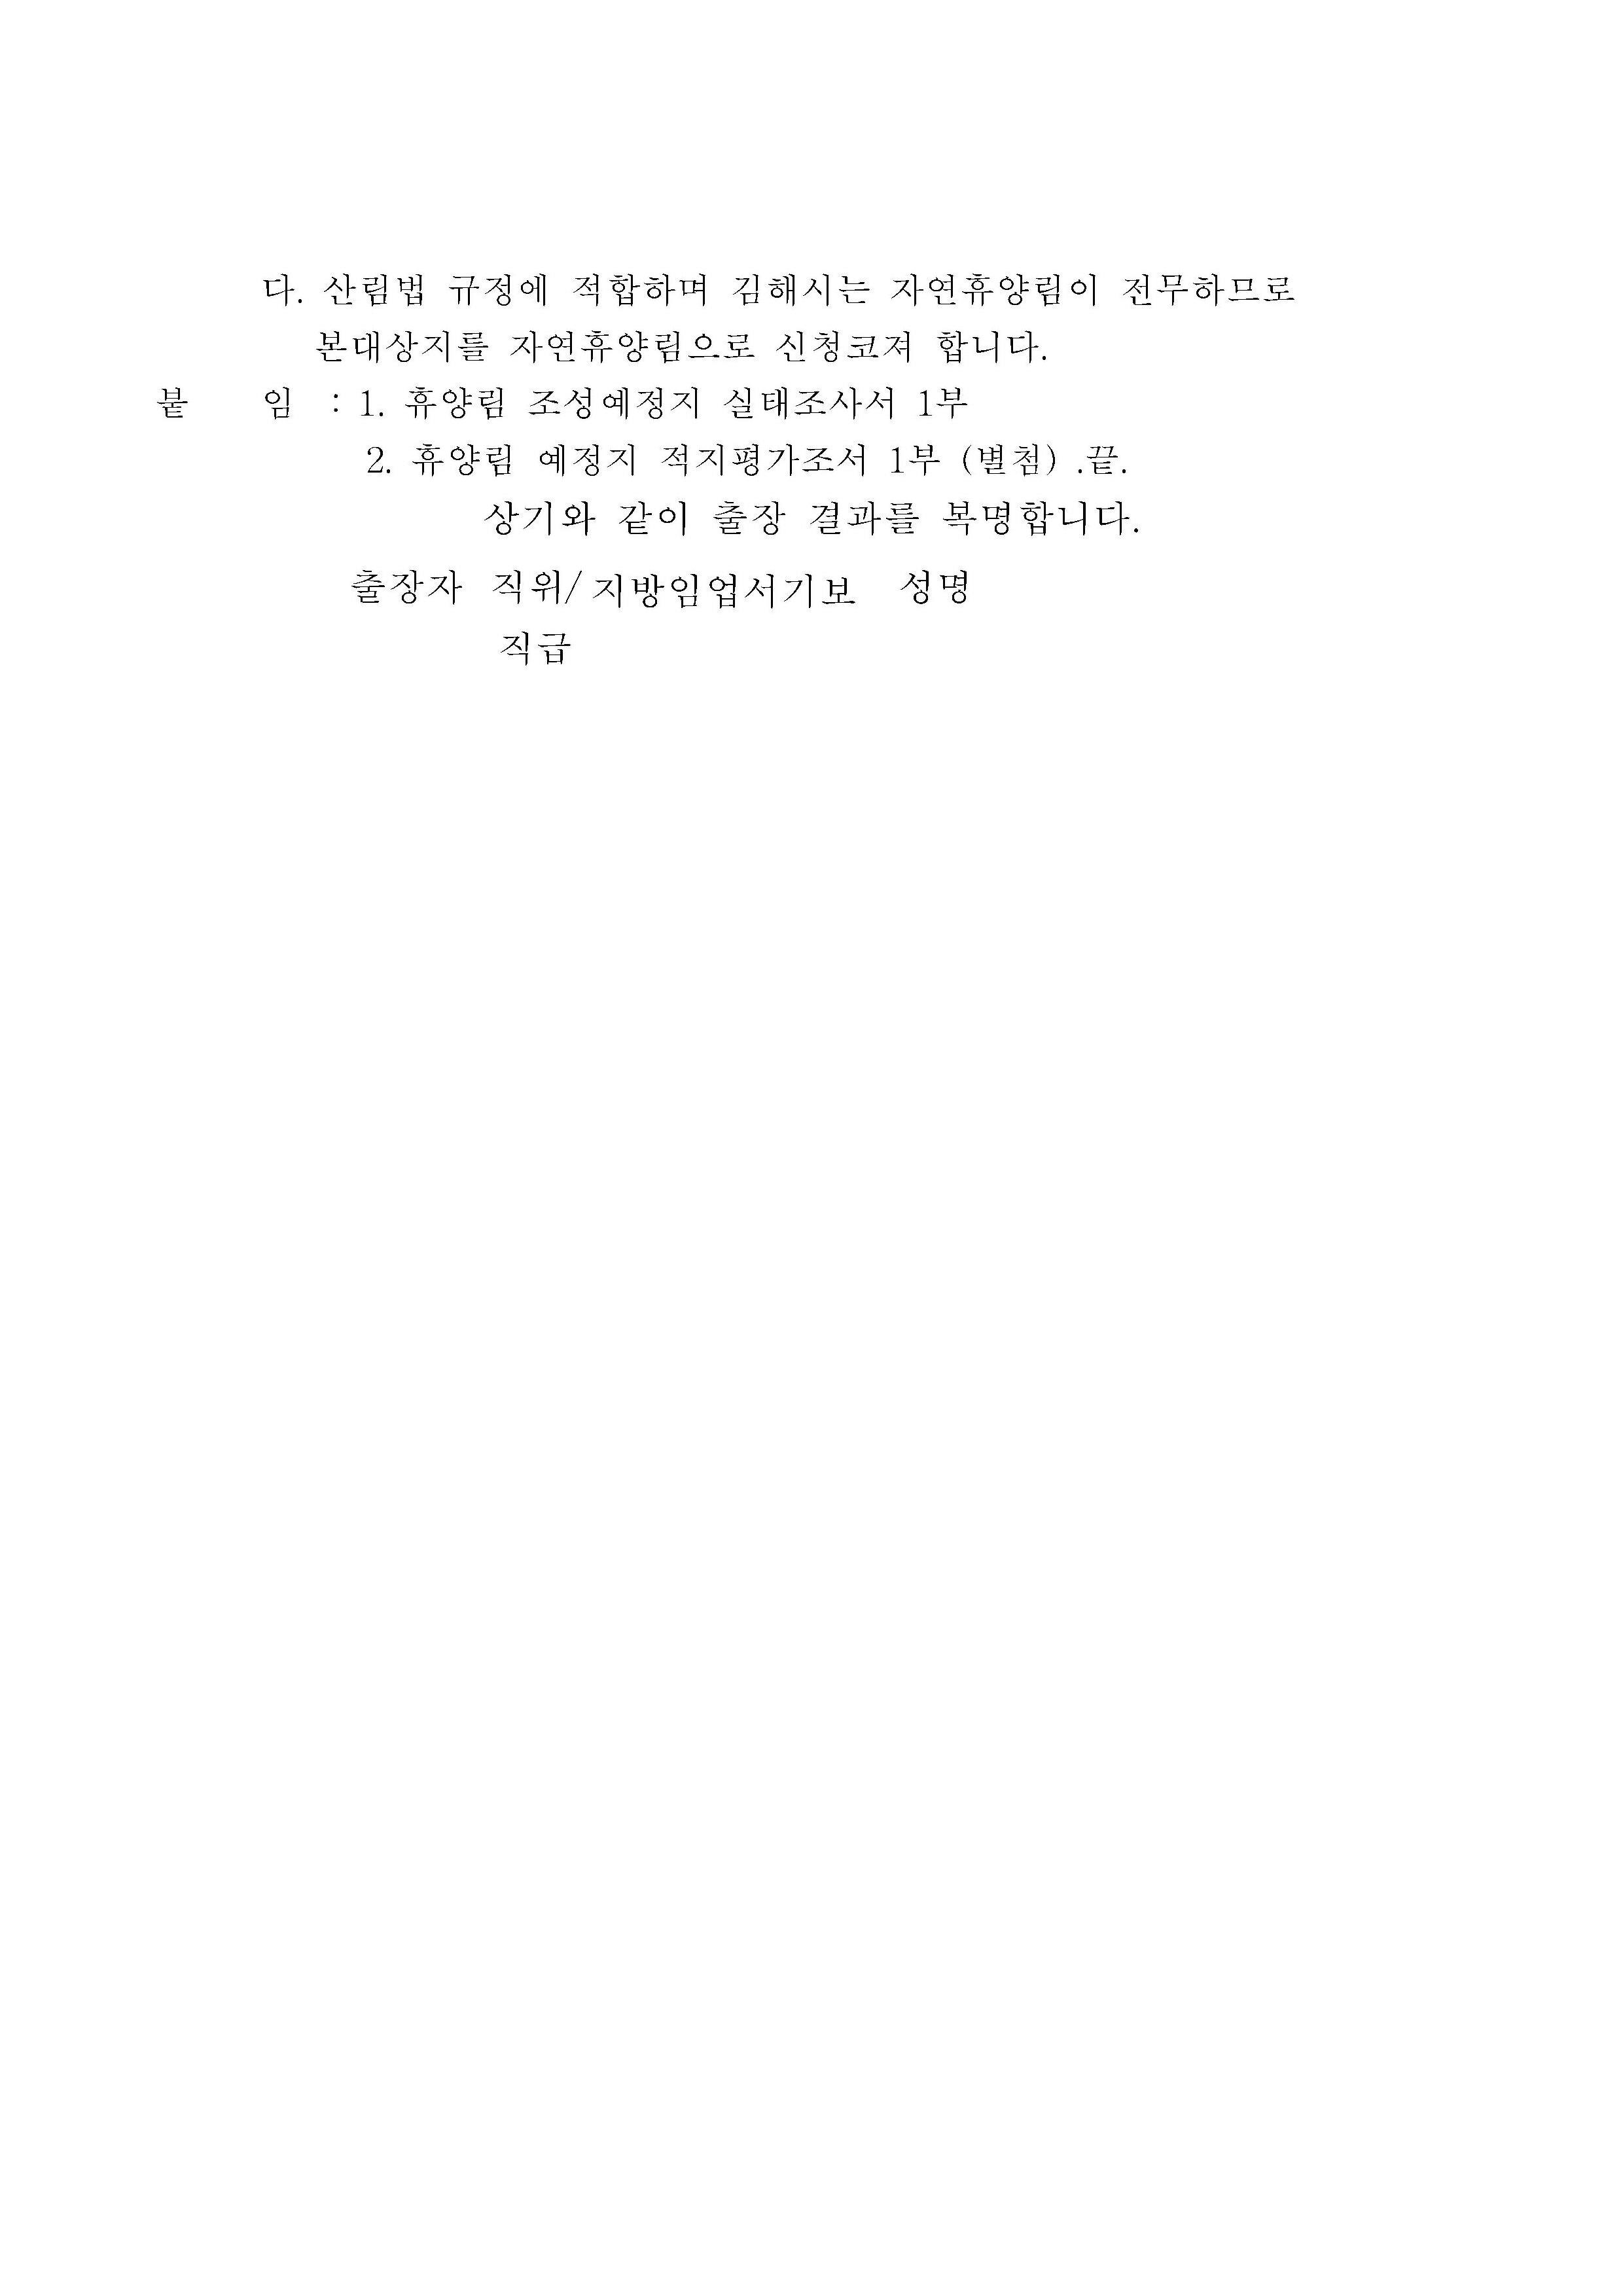 다. 산림법 규정에 적합하며 김해시는 자연휴양림이 전무하므로
본대상지를 자연휴양림으로 신청코져 합니다.
붙 임 : 1. 휴양림 조성예정지 실태조사서 1부
2. 휴양림 예정지 적지평가조서 1부 (별첨) .끝.
상기와 같이 출장 결과를 복명합니다.
출장자 직위/ 지방임업서기보 성명
직급